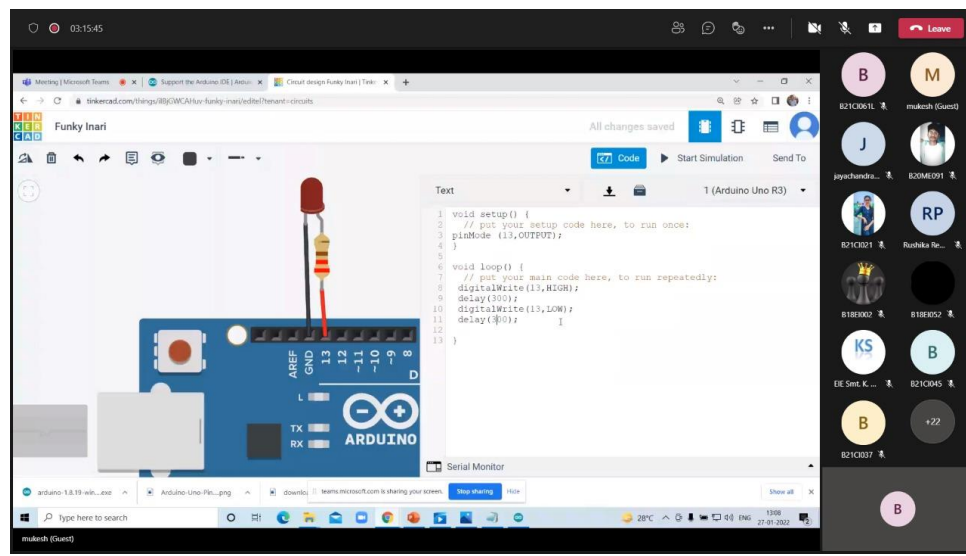 03:15:45
Leave
Meeting | Microsoft Teams
Support the Arduino IDE | Arduin
Circuit design Funky Inari | Tinke
tinkercad.com/things/
-funky-inari/editel?tenant=circuits
TIN
KER
CAD
Funky Inari
All changes saved
Code
Start Simulation
Send To
Text
1 (Arduino Uno R3)
1 void setup() {
2 // put your setup code here, to run once:
3 pinMode (13,OUTPUT);
4 }
5
6 void loop() {
7 // put your main code here, to run repeatedly:
8 digitalWrite(13,HIGH);
9 delay(300);
10 digitalWrite(13,LOW);
11 delay(300);
12
13 }
AREF
GND
13
12
~11
~10
~9
8
D
L
TX
RX
ARDUINO
Serial Monitor
arduino-1.8.19-win....exe
Arduino-Uno-Pin....png
downlo
teams.microsoft.com is sharing your screen.
Stop sharing
Hide
Show all
Type here to search
28°C
ENG
13:08
27-01-2022
mukesh (Guest)
B
B21CI061L
M
mukesh (Guest)
J
jayachandra...
B20ME091
B21CI021
RP
Rushika Re...
B18EI002
B18EI052
KS
EIE Smt. K. ...
B
B21CI045
B
B21CI037
+22
B